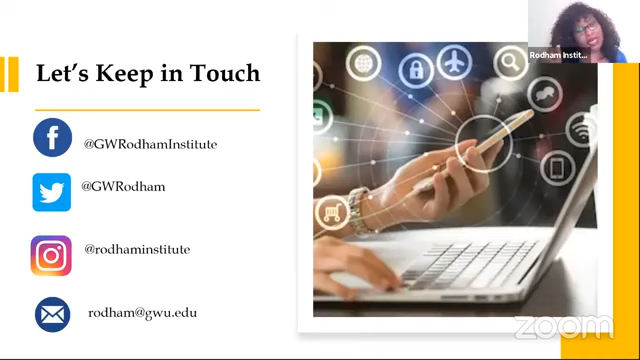 Let's Keep in Touch
@GWRodhamInstitute
@GWRodham
@rodhaminstitute
rodham@gwu.edu
Rodham Instit...
zoom